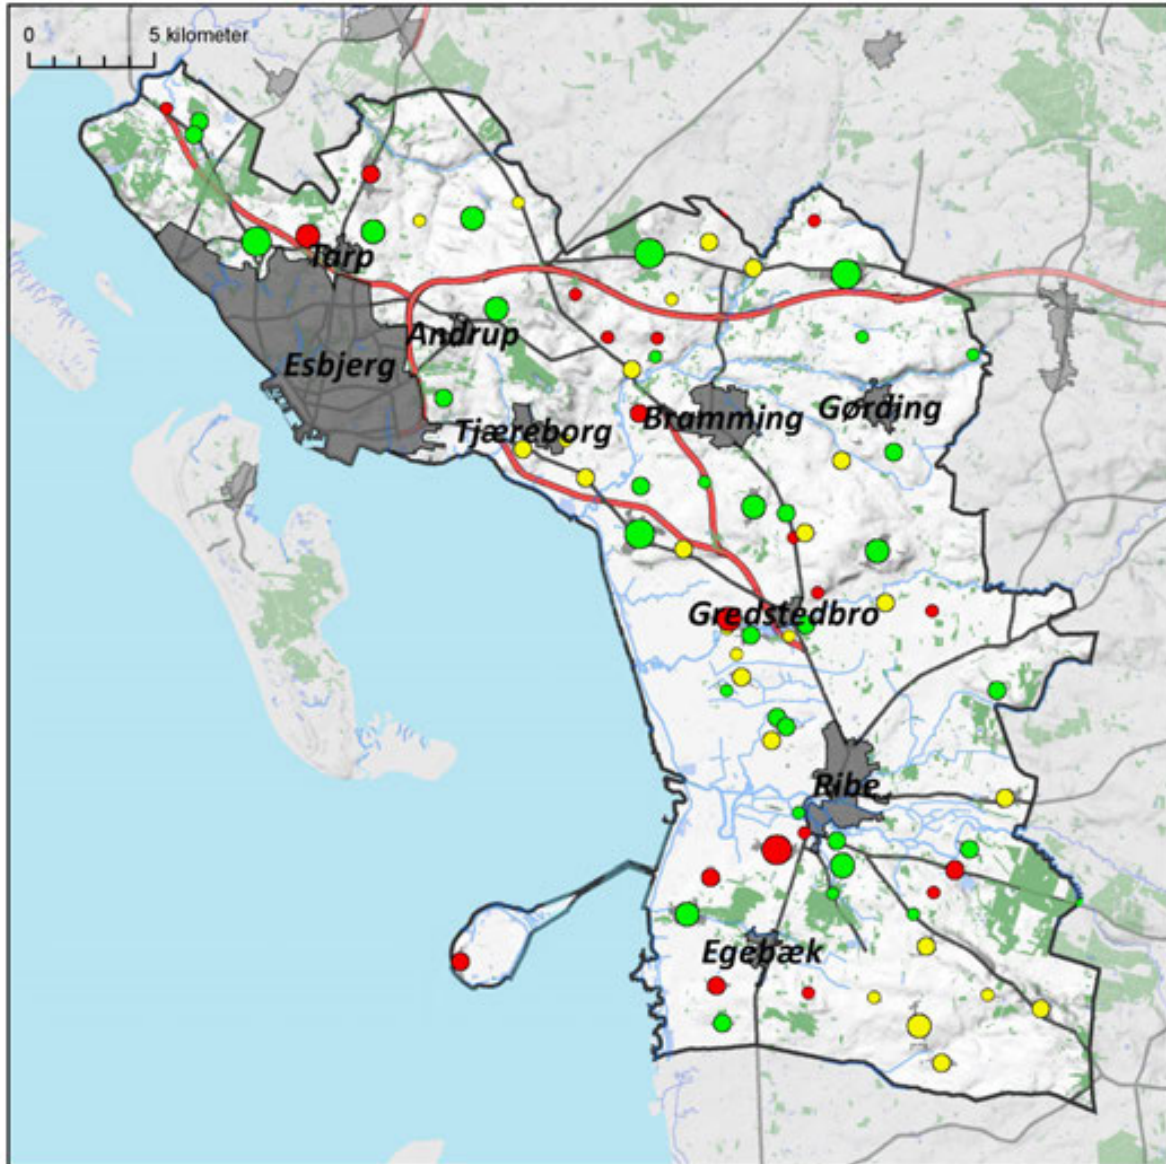 0 5 kilometer
Tarp
Andrup
Esbjerg
Gørding
Bramming
Tjæreborg
Gredstedbro
Ribe
Egebæk